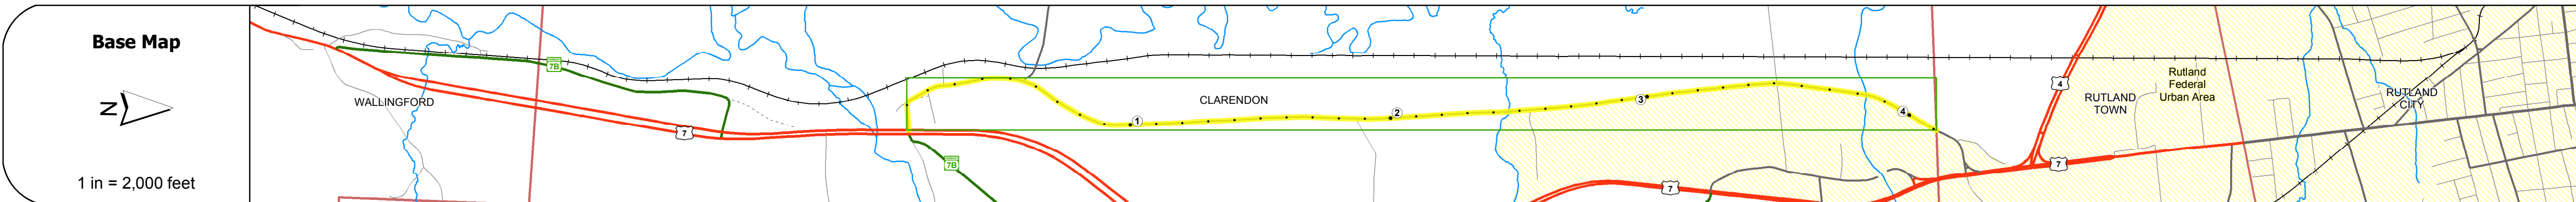 Base Map
N
1 in = 2,000 feet
WALLINGFORD
7B
7
7B
1
CLARENDON
2
3
4
7
4
7
RUTLAND
TOWN
Rutland
Federal
Urban Area
RUTLAND
CITY